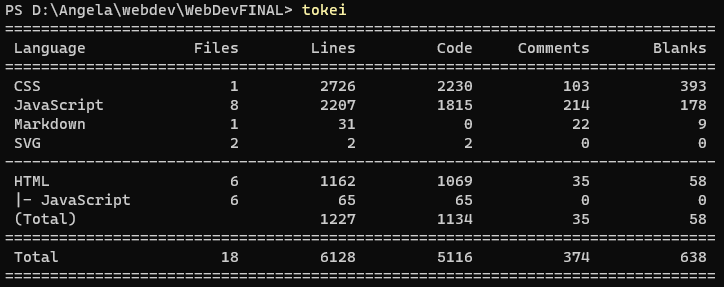 PS D:\Angela\webdev\WebDevFINAL> tokei
===============================================================================
 Language            Files        Lines         Code     Comments       Blanks
===============================================================================
 CSS                     1         2726         2230          103          393
 JavaScript              8         2207         1815          214          178
 Markdown                1           31            0           22            9
 SVG                     2            2            2            0            0
-------------------------------------------------------------------------------
 HTML                    6         1162         1069           35           58
 |- JavaScript           6           65           65            0            0
 (Total)                           1227         1134           35           58
===============================================================================
 Total                  18         6128         5116          374          638
===============================================================================